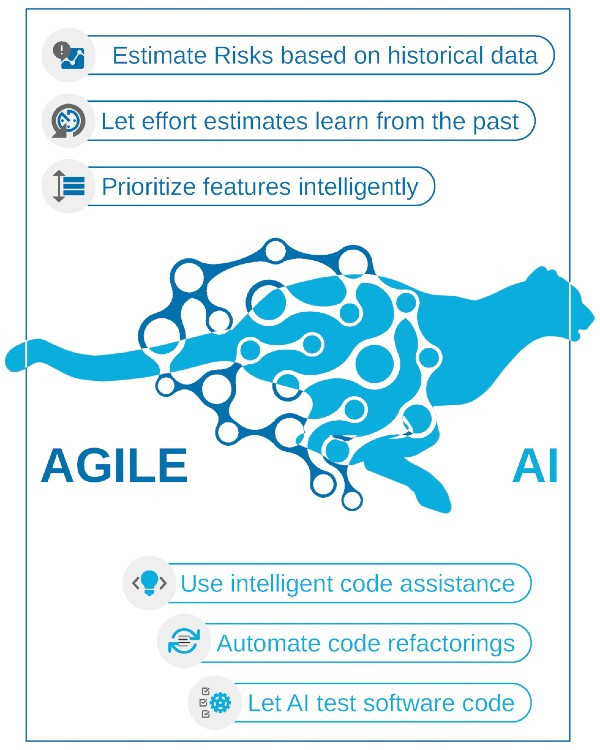 Estimate Risks based on historical data
Let effort estimates learn from the past
Prioritize features intelligently
AGILE AI
Use intelligent code assistance
Automate code refactorings
Let AI test software code